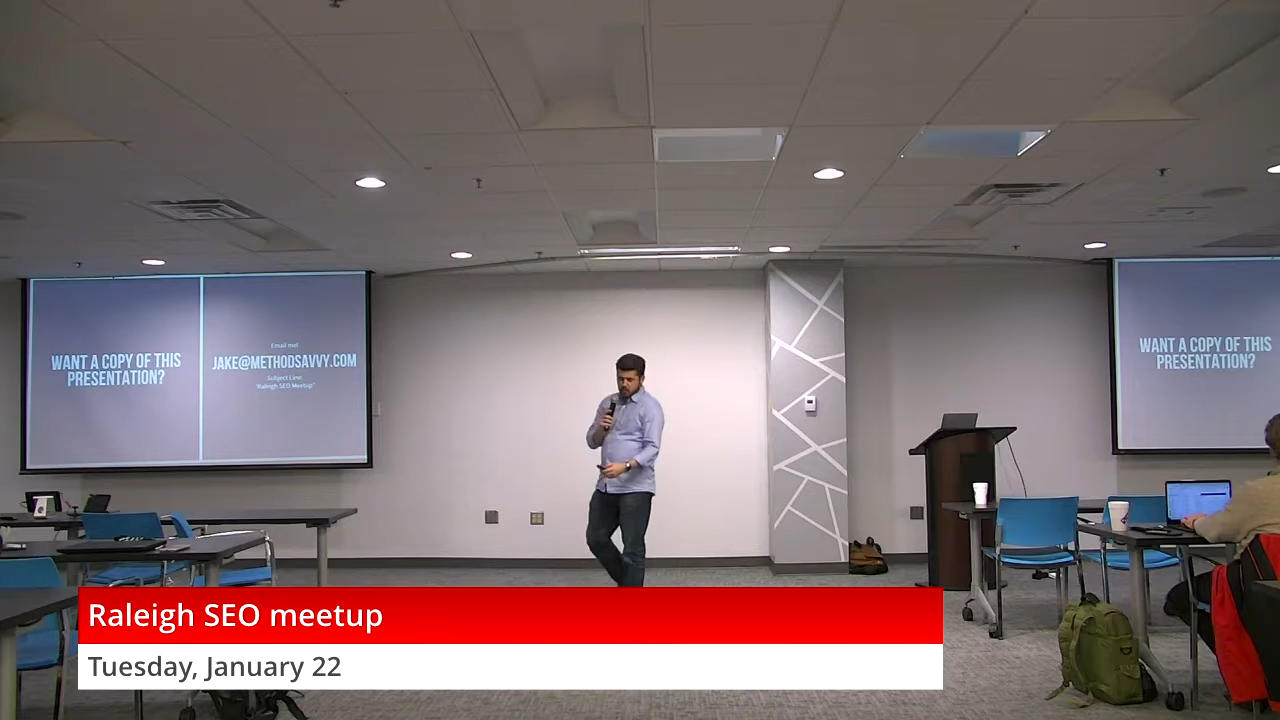 WANT A COPY OF THIS
PRESENTATION?
Email me!
JAKE@METHODSAVVY.COM
Subject Line:
"Raleigh SEO Meetup"
WANT A COPY OF THIS
PRESENTATION?
Raleigh SEO meetup
Tuesday, January 22